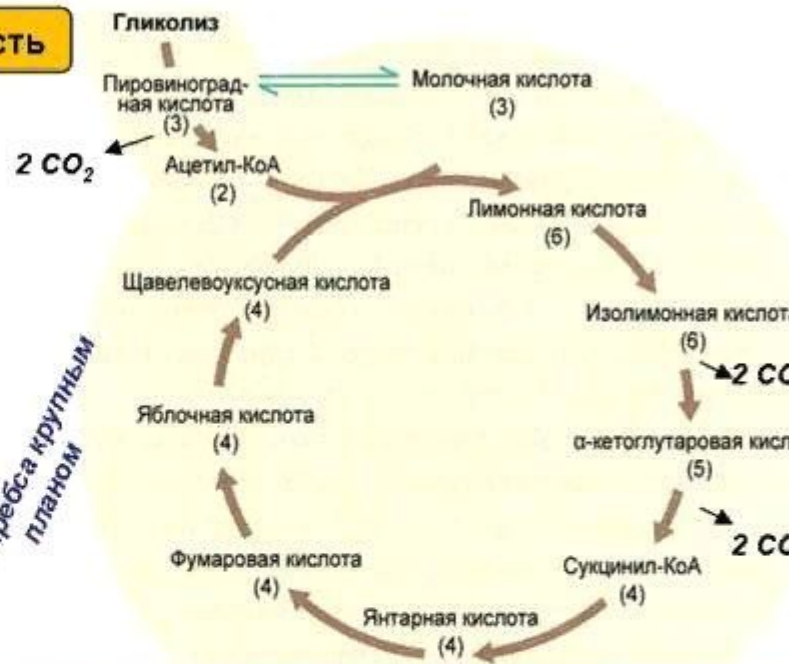 сть
Гликолиз
Пировиноград-
ная кислота
(3)
Молочная кислота
(3)
2 CO₂
Ацетил-КоА
(2)
Лимонная кислота
(6)
Щавелевоуксусная кислота
(4)
Изолимонная кислота
(6)
2 CO
Яблочная кислота
(4)
α-кетоглутаровая кисл
(5)
2 CO
ребса крупным
планом
Фумаровая кислота
(4)
Сукцинил-КоА
(4)
Янтарная кислота
(4)